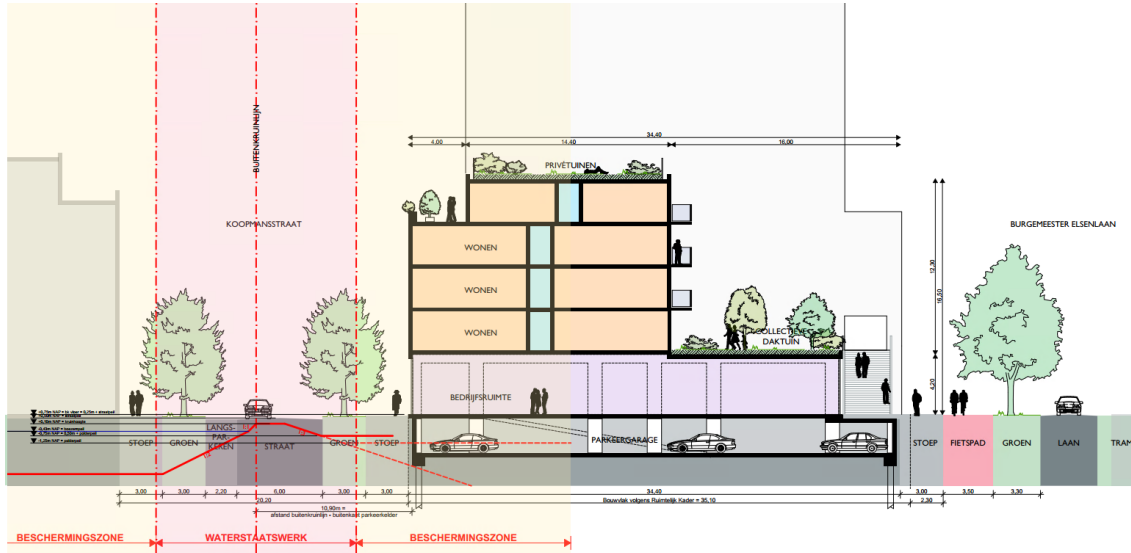 BUITENKRUINLIJN
34,40
4,00
14,40
16,00
PRIVÉTUINEN
KOOPMANSSTRAAT
BURGEMEESTER ELSENLAAN
WONEN
WONEN
WONEN
12,30
16,50
4,20
COLLECTIEVE
DAKTUIN
BEDRIJFSRUIMTE
PARKEERGARAGE
STOEP
GROEN
LANGS-
PAR-
KEREN
STRAAT
GROEN
STOEP
STOEP
FIETSPAD
GROEN
LAAN
TRAM
3,00
3,00
2,20
6,00
3,00
3,00
34,40
3,00
3,50
3,30
20,20
Bouwvlak volgens Ruimtelijk Kader = 35,10
2,30
10,90m =
afstand buitenkruinlijn - buitenkant parkeerkelder
BESCHERMINGSZONE
WATERSTAATSWERK
BESCHERMINGSZONE